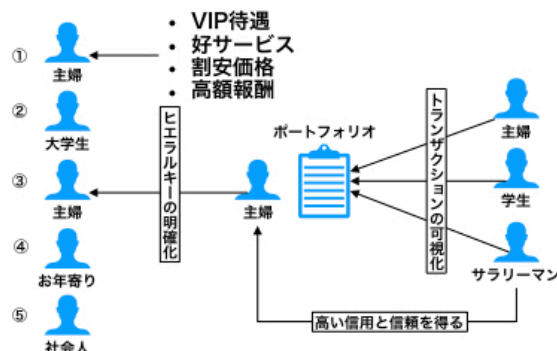 • VIP待遇
• 好サービス
• 割安価格
• 高額報酬
①
主婦
②
大学生
③
主婦
④
お年寄り
⑤
社会人
ヒエラルキーの明確化
主婦
ポートフォリオ
トランザクションの可視化
主婦
学生
サラリーマン
高い信用と信頼を得る